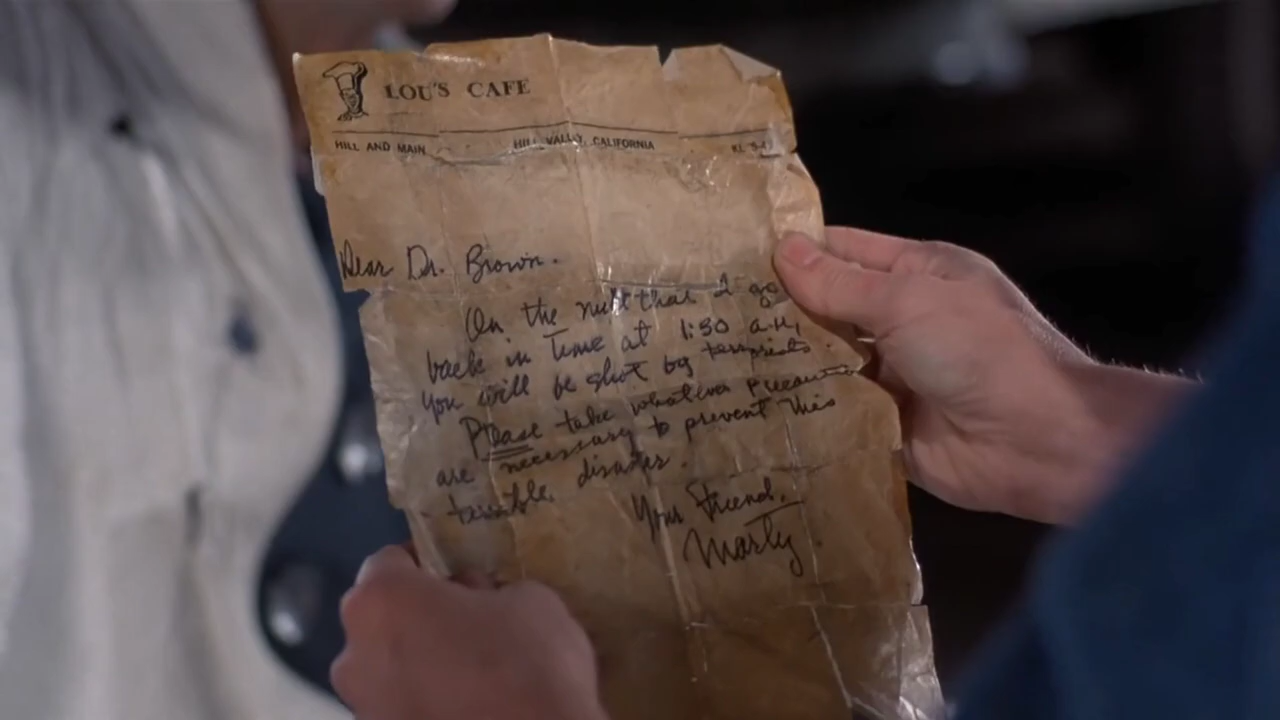 LOU'S CAFE
HILL AND MAIN HILL VALLEY, CALIFORNIA
Dear Dr. Brown.
On the that I go
back in time at 1:30 a.m,
you will be shot by terrorists.
Please take whatever
are necessary to prevent this
terrible disaster.
Your Friend,
Marty.